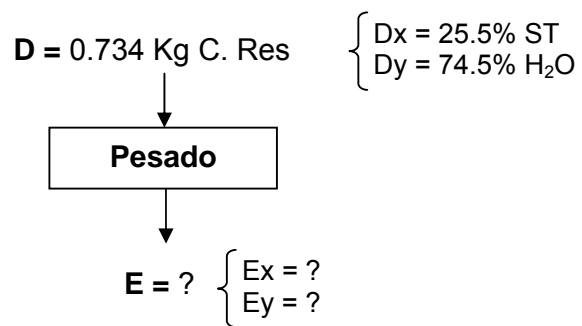 D = 0.734 Kg C. Res
Dx = 25.5% ST
Dy = 74.5% H₂O
Pesado
E = ?
Ex = ?
Ey = ?